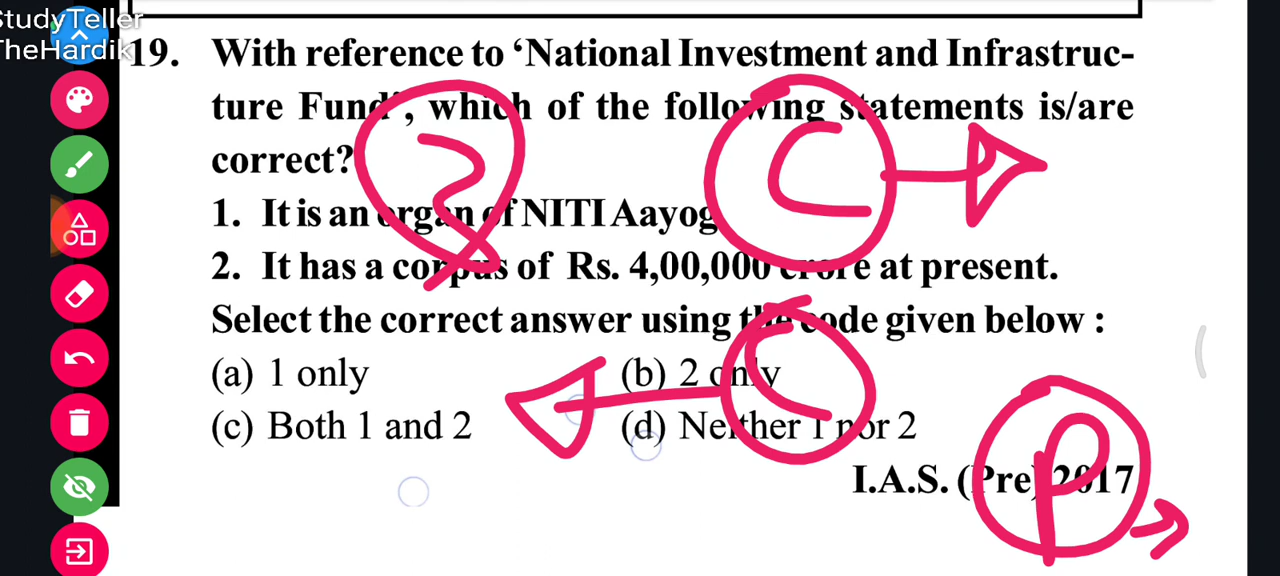 StudyTeller
TheHardik
19. With reference to ‘National Investment and Infrastruc-
ture Fund’, which of the following statements is/are
correct?
1. It is an organ of NITI Aayog
2. It has a corpus of Rs. 4,00,000 crore at present.
Select the correct answer using the code given below :
(a) 1 only (b) 2 only
(c) Both 1 and 2 (d) Neither 1 nor 2
I.A.S. (Pre) 2017
C
C
P